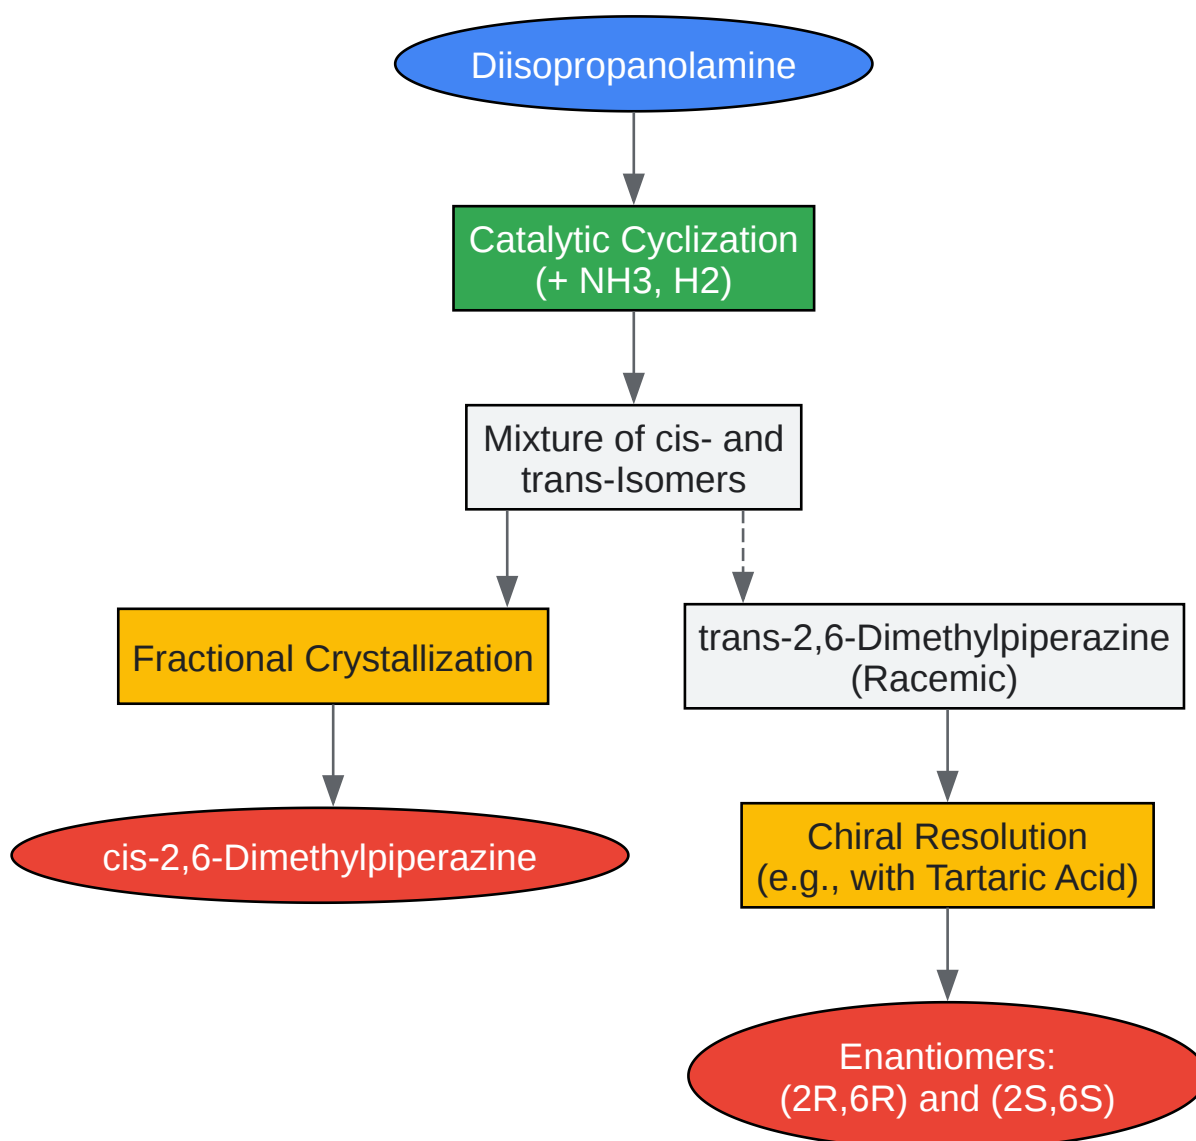 Diisopropanolamine
Catalytic Cyclization
(+ NH3, H2)
Mixture of cis- and
trans-Isomers
Fractional Crystallization
trans-2,6-Dimethylpiperazine
(Racemic)
cis-2,6-Dimethylpiperazine
Chiral Resolution
(e.g., with Tartaric Acid)
Enantiomers:
(2R,6R) and (2S,6S)